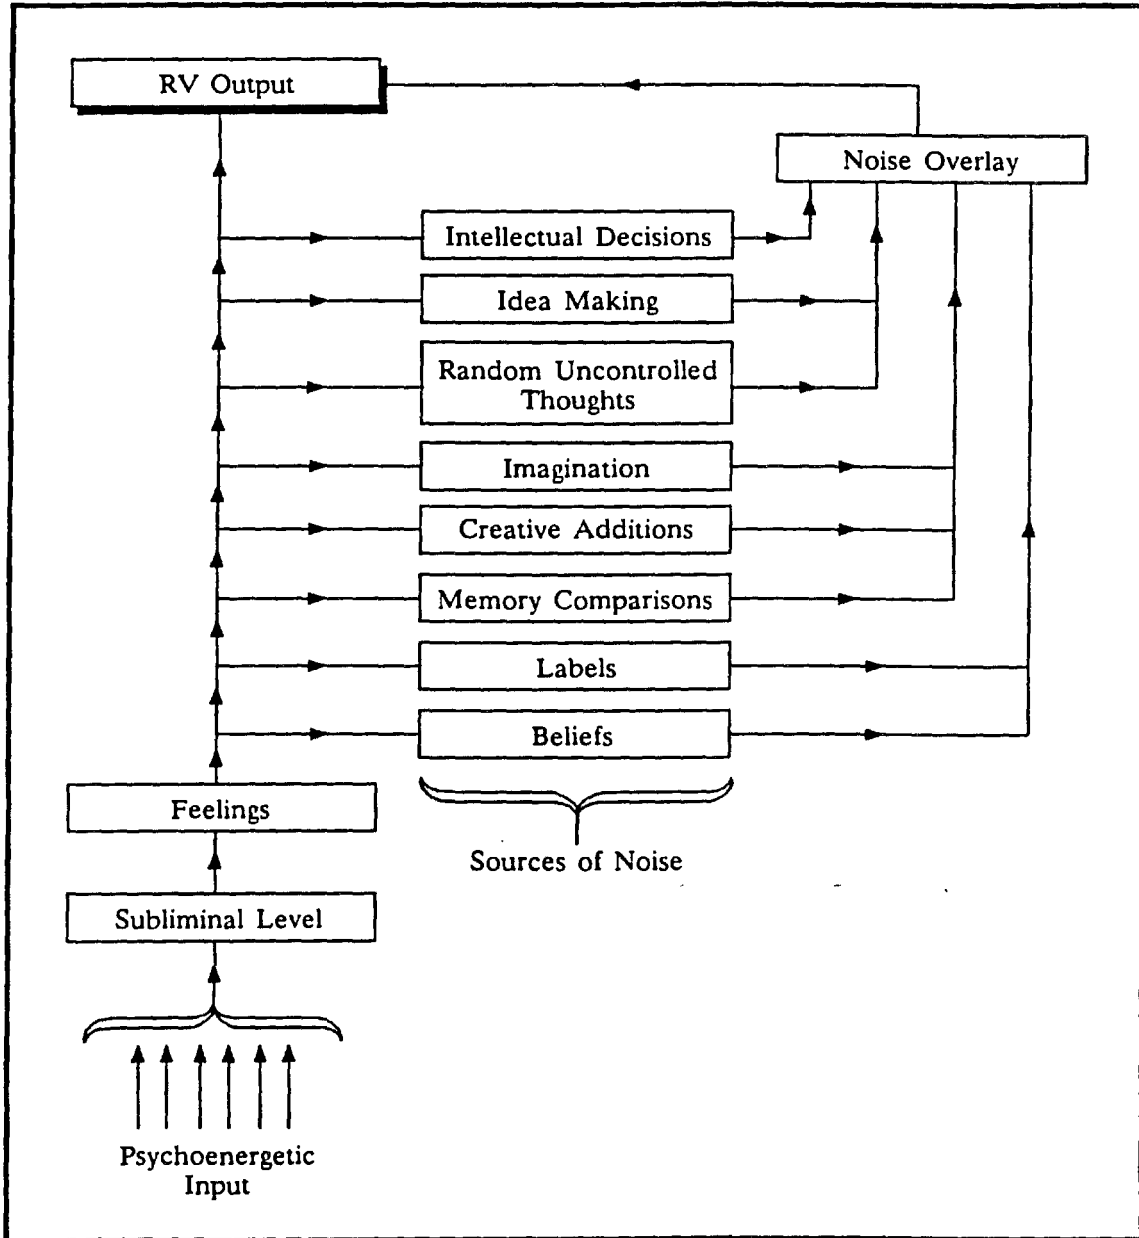 RV Output
Noise Overlay
Intellectual Decisions
Idea Making
Random Uncontrolled
Thoughts
Imagination
Creative Additions
Memory Comparisons
Labels
Beliefs
Feelings
Sources of Noise
Subliminal Level
Psychoenergetic
Input